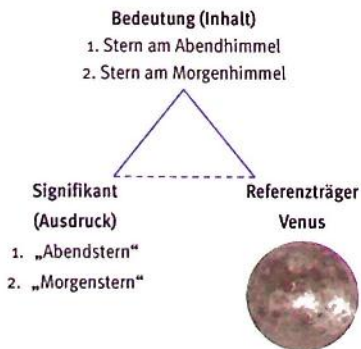 Bedeutung (Inhalt)
1. Stern am Abendhimmel
2. Stern am Morgenhimmel
Signifikant
(Ausdruck)
1. „Abendstern“
2. „Morgenstern“
Referenzträger
Venus